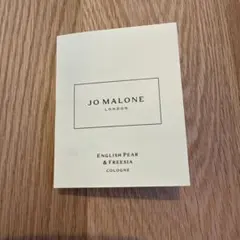 JO MALONE
LONDON
ENGLISH PEAR
& FREESIA
COLOGNE